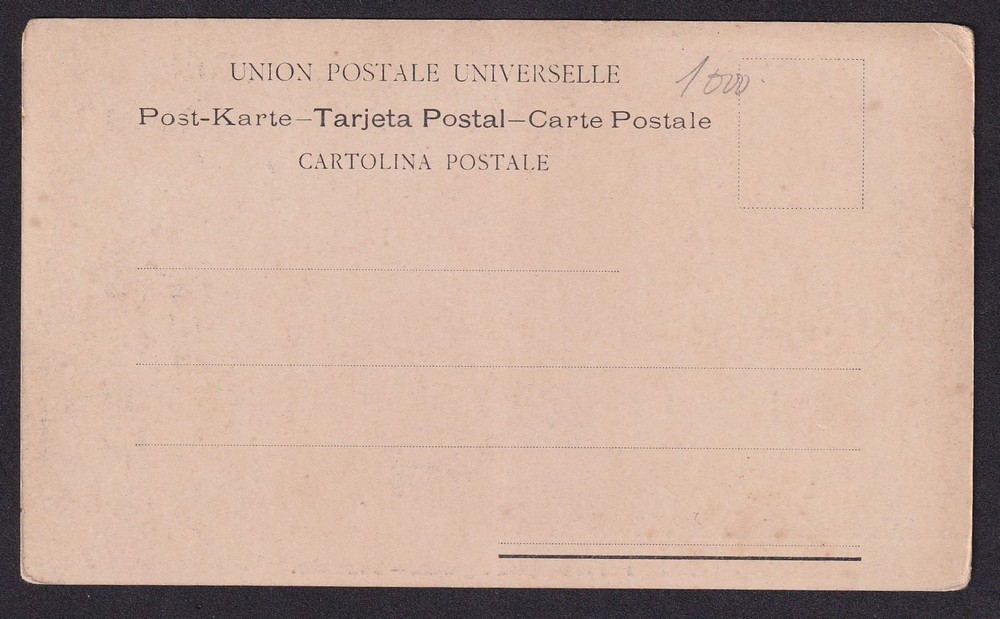 UNION POSTALE UNIVERSELLE
1000
Post-Karte—Tarjeta Postal—Carte Postale
CARTOLINA POSTALE